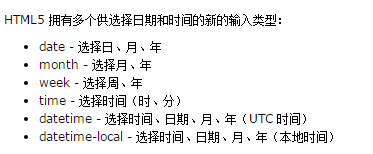 HTML5 拥有多个供选择日期和时间的新的输入类型：
• date - 选择日、月、年
• month - 选择月、年
• week - 选择周、年
• time - 选择时间（时、分）
• datetime - 选择时间、日期、月、年（UTC 时间）
• datetime-local - 选择时间、日期、月、年（本地时间）